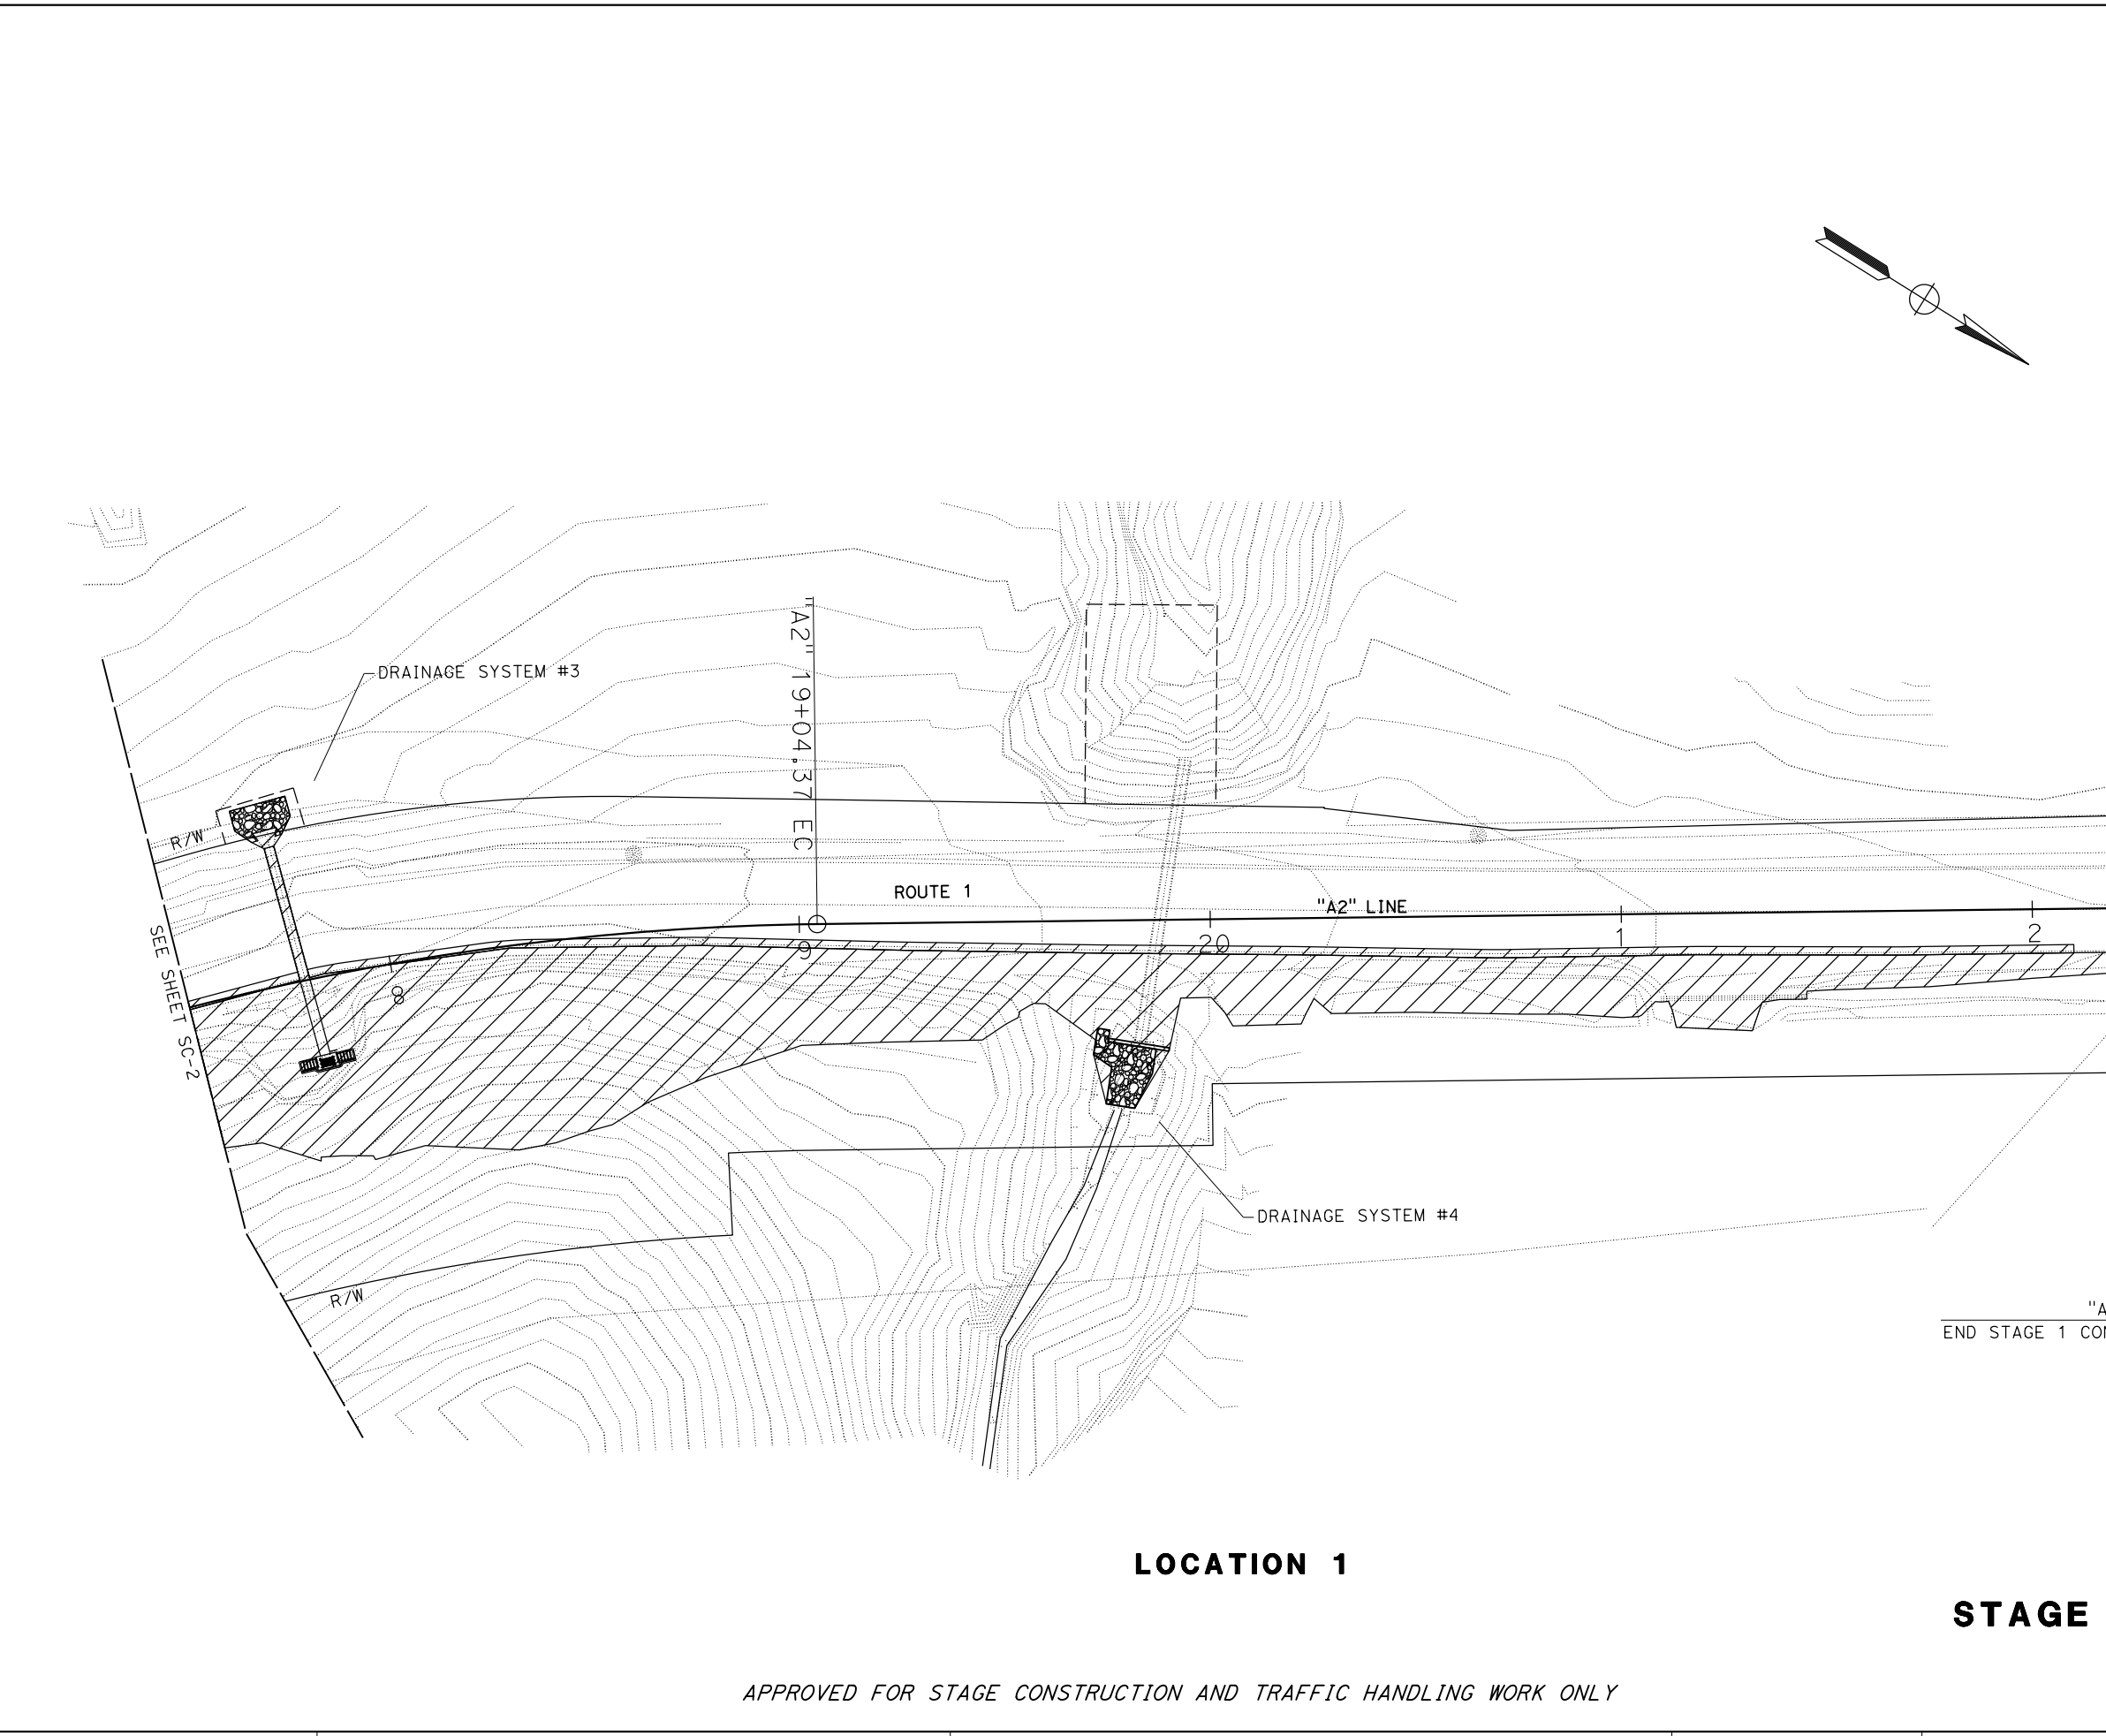 DRAINAGE SYSTEM #3
"A2" 19+04.37 EC
R/W
ROUTE 1
"A2" LINE
9
20
1
2
8
SEE SHEET SC-2
DRAINAGE SYSTEM #4
R/W
"A
END STAGE 1 CON
LOCATION 1
STAGE
APPROVED FOR STAGE CONSTRUCTION AND TRAFFIC HANDLING WORK ONLY